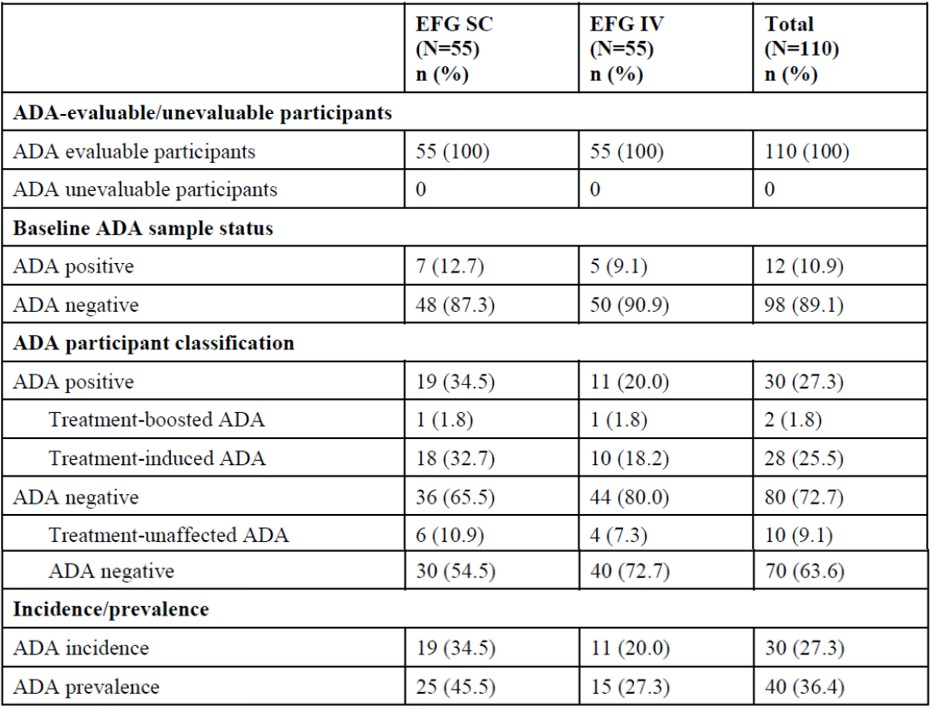 EFG SC EFG IV Total
(N=55) (N=55) (N=110)
n (%) n (%) n (%)
ADA-evaluable/unevaluable participants
ADA evaluable participants 55 (100) 55 (100) 110 (100)
ADA unevaluable participants 0 0 0
Baseline ADA sample status
ADA positive 7 (12.7) 5 (9.1) 12 (10.9)
ADA negative 48 (87.3) 50 (90.9) 98 (89.1)
ADA participant classification
ADA positive 19 (34.5) 11 (20.0) 30 (27.3)
Treatment-boosted ADA 1 (1.8) 1 (1.8) 2 (1.8)
Treatment-induced ADA 18 (32.7) 10 (18.2) 28 (25.5)
ADA negative 36 (65.5) 44 (80.0) 80 (72.7)
Treatment-unaffected ADA 6 (10.9) 4 (7.3) 10 (9.1)
ADA negative 30 (54.5) 40 (72.7) 70 (63.6)
Incidence/prevalence
ADA incidence 19 (34.5) 11 (20.0) 30 (27.3)
ADA prevalence 25 (45.5) 15 (27.3) 40 (36.4)